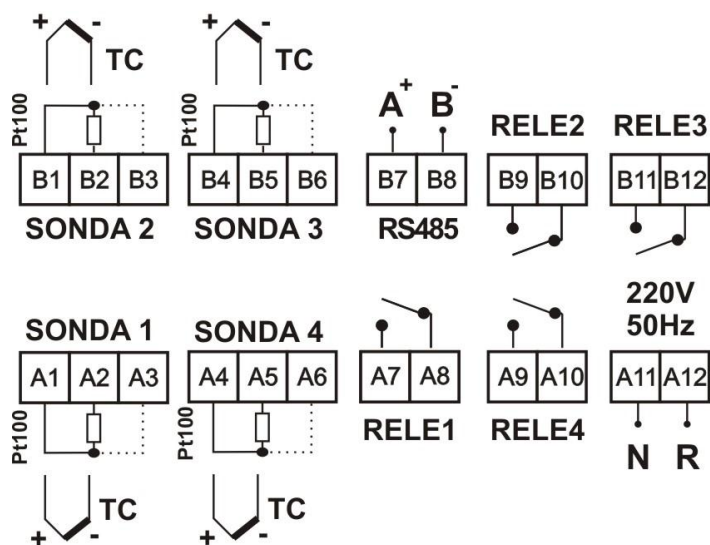 + - TC + - TC
Pt100 Pt100 A+ B- RELE2 RELE3
B1 B2 B3 B4 B5 B6 B7 B8 B9 B10 B11 B12
SONDA 2 SONDA 3 RS485
220V
50Hz
SONDA 1 SONDA 4
A1 A2 A3 A4 A5 A6 A7 A8 A9 A10 A11 A12
Pt100 Pt100 RELE1 RELE4 N R
+ - TC + - TC